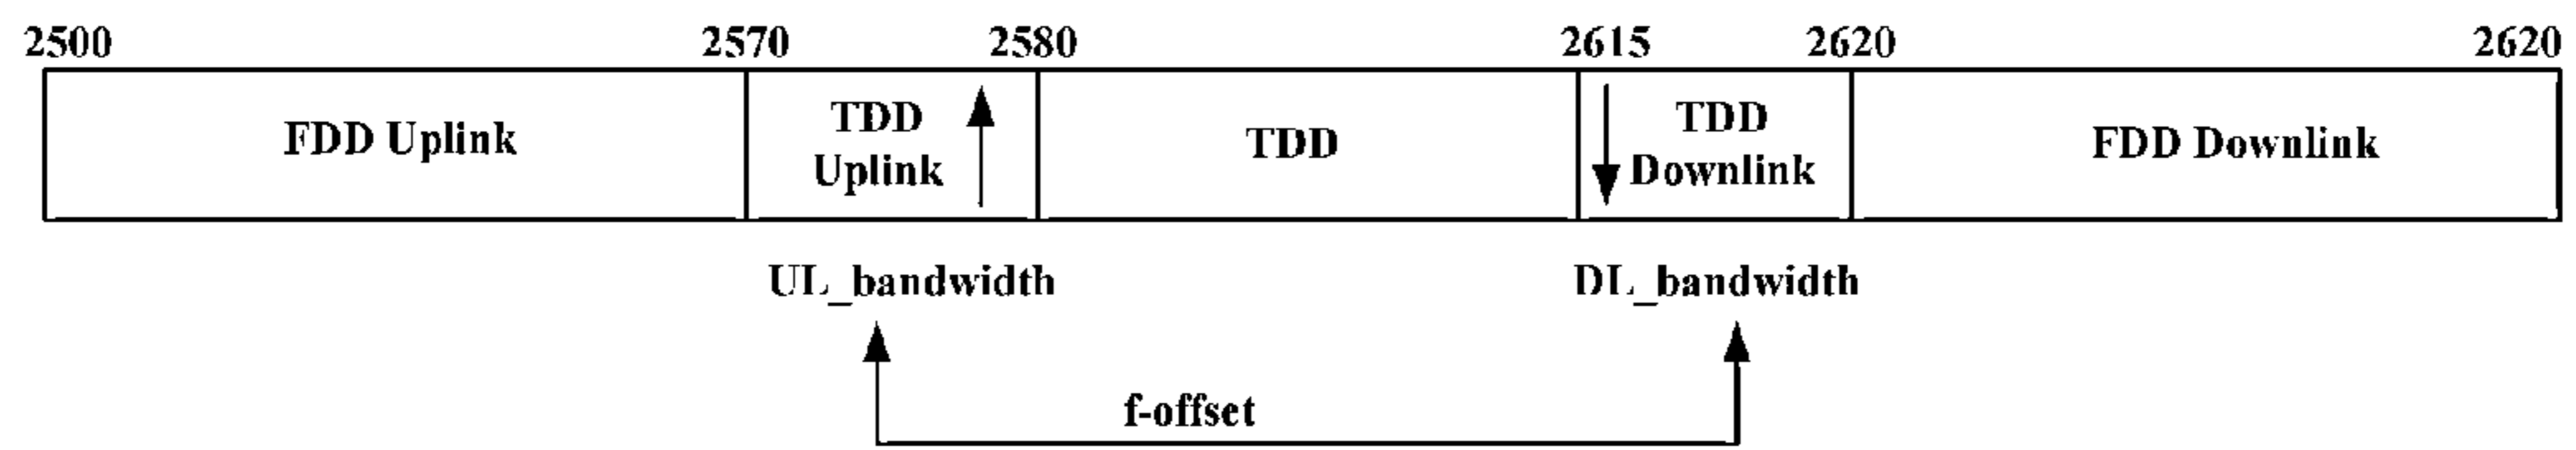 2500 2570 2580 2615 2620 2620
FDD Uplink
TDD
Uplink
TDD
TDD
Downlink
FDD Downlink
UL_bandwidth
DL_bandwidth
f-offset